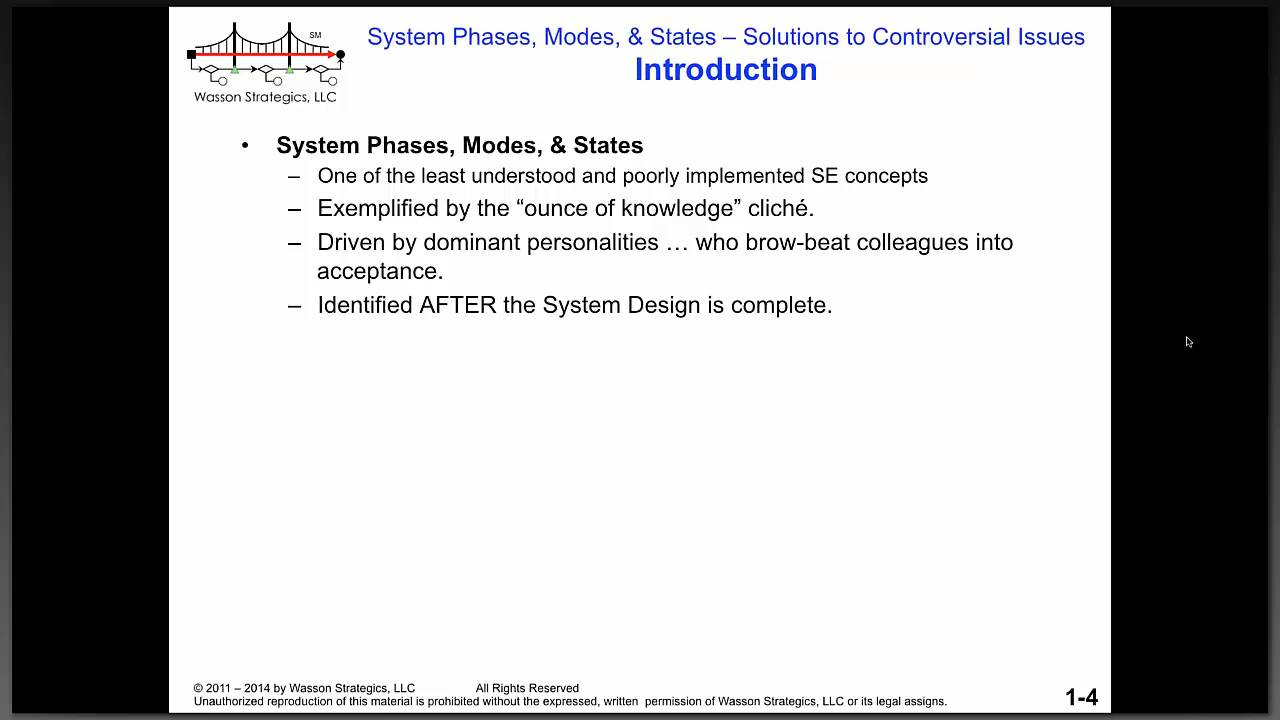 SM
Wasson Strategics, LLC
System Phases, Modes, & States – Solutions to Controversial Issues
Introduction
• System Phases, Modes, & States
– One of the least understood and poorly implemented SE concepts
– Exemplified by the “ounce of knowledge” cliché.
– Driven by dominant personalities … who brow-beat colleagues into
acceptance.
– Identified AFTER the System Design is complete.
© 2011 – 2014 by Wasson Strategics, LLC All Rights Reserved
Unauthorized reproduction of this material is prohibited without the expressed, written permission of Wasson Strategics, LLC or its legal assigns.
1-4